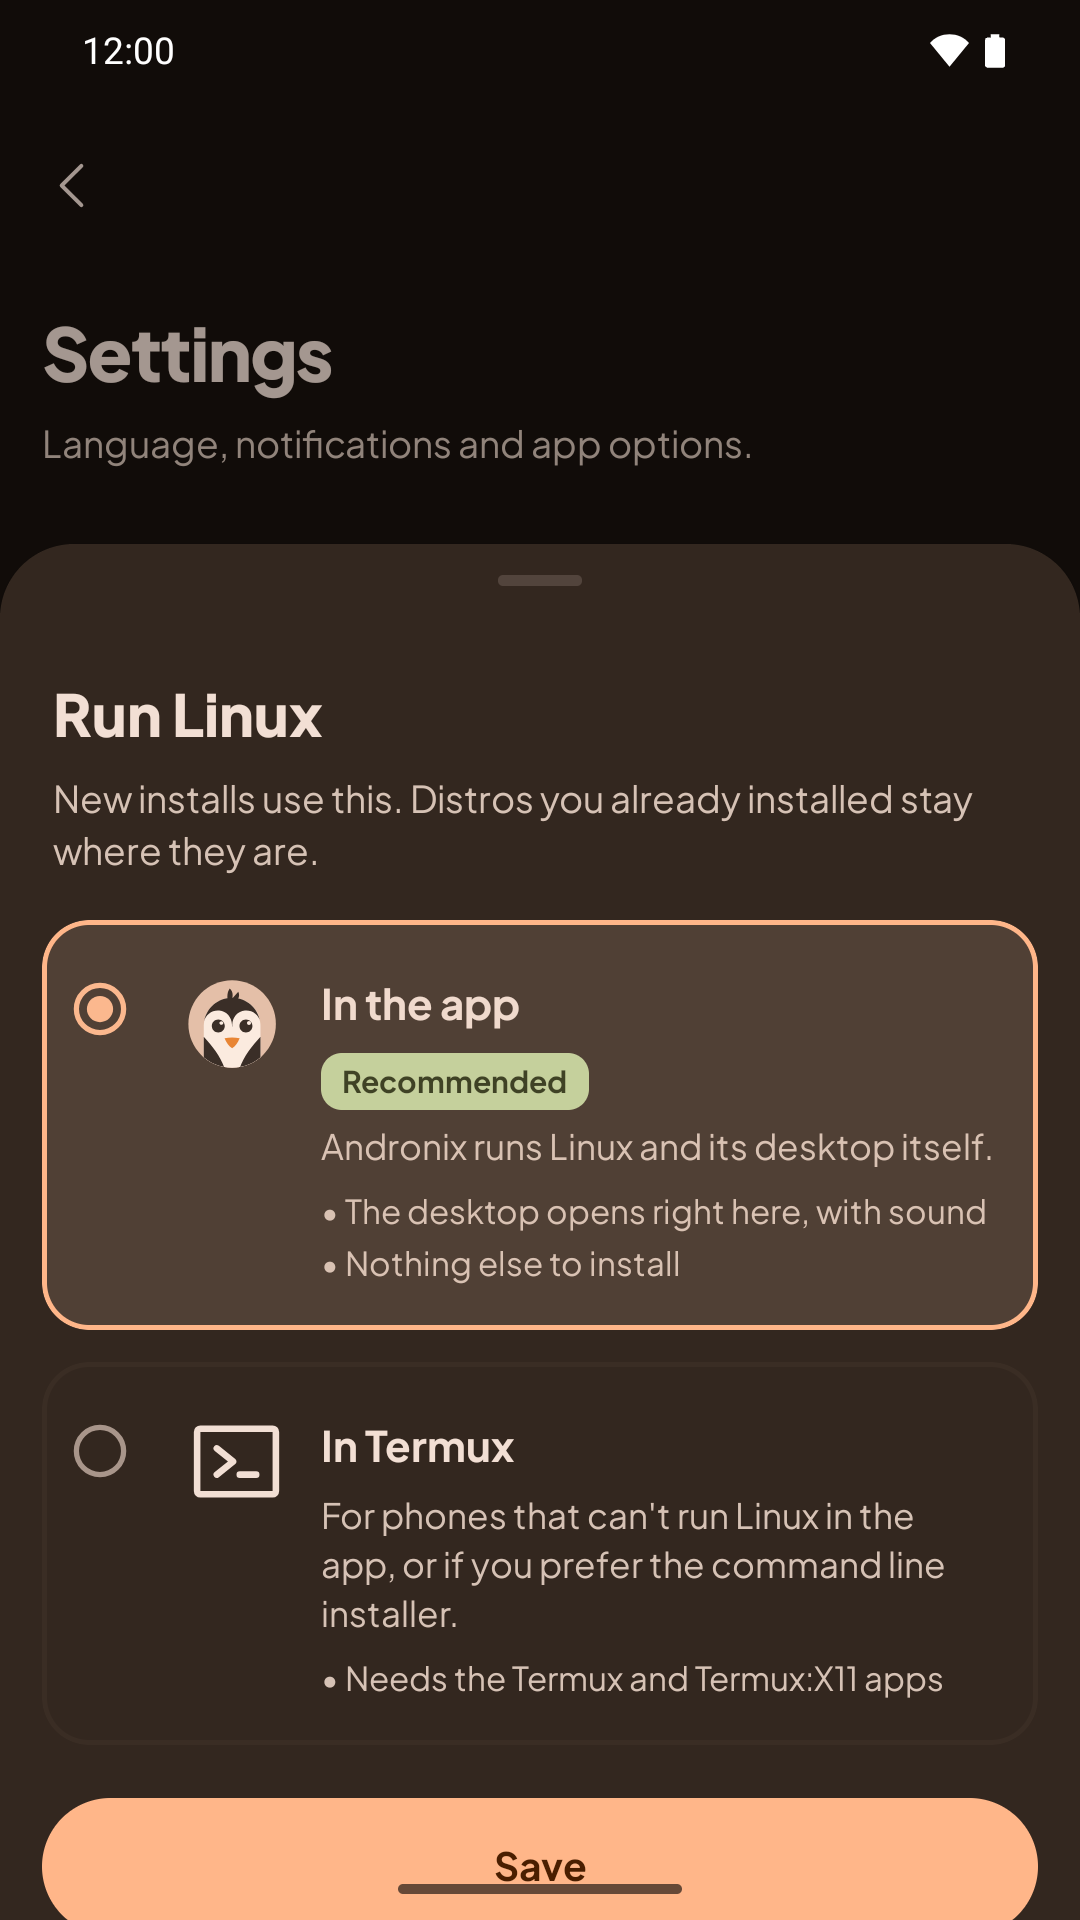 12:00
Settings
Language, notifications and app options.
Run Linux
New installs use this. Distros you already installed stay
where they are.
In the app
Recommended
Andronix runs Linux and its desktop itself.
• The desktop opens right here, with sound
• Nothing else to install
In Termux
For phones that can't run Linux in the
app, or if you prefer the command line
installer.
• Needs the Termux and Termux:X11 apps
Save